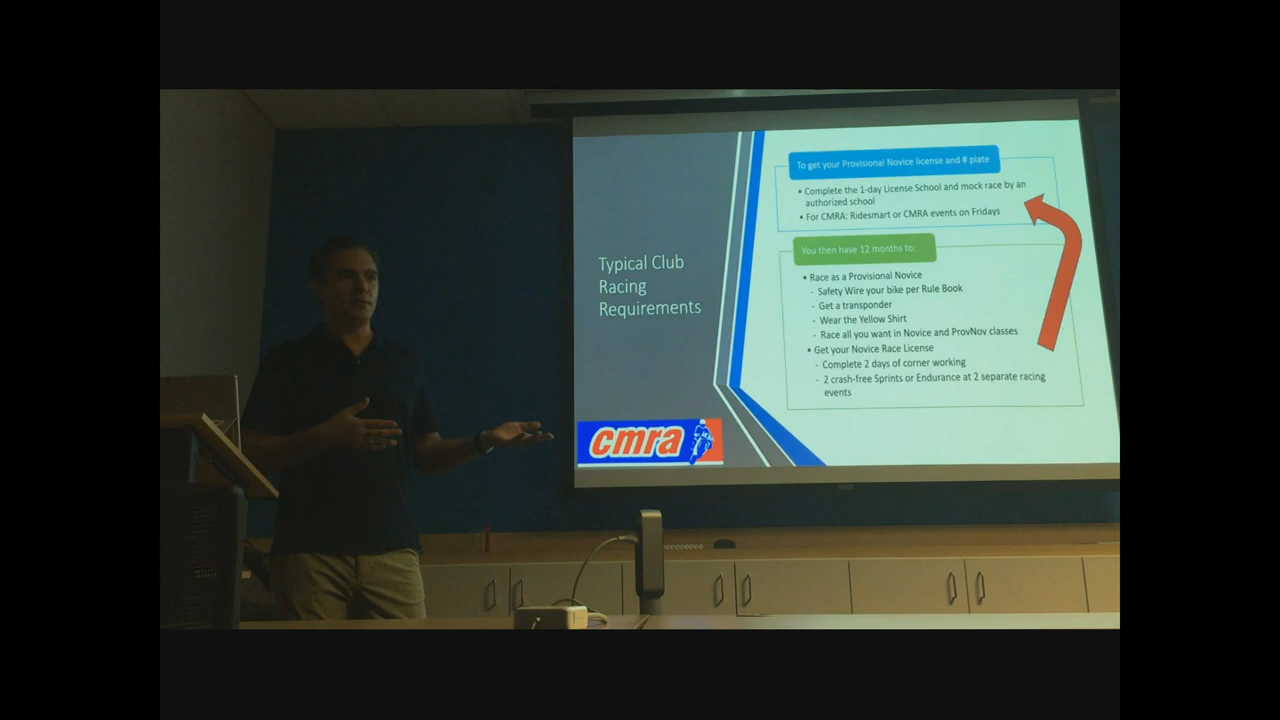 Typical Club
Racing
Requirements
cmra
To get your Provisional Novice license and # plate
• Complete the 1-day License School and mock race by an
authorized school
• For CMRA: Ridesmart or CMRA events on Fridays
You then have 12 months to:
• Race as a Provisional Novice
- Safety Wire your bike per Rule Book
- Get a transponder
- Wear the Yellow Shirt
- Race all you want in Novice and ProvNov classes
• Get your Novice Race License
- Complete 2 days of corner working
- 2 crash-free Sprints or Endurance at 2 separate racing
events